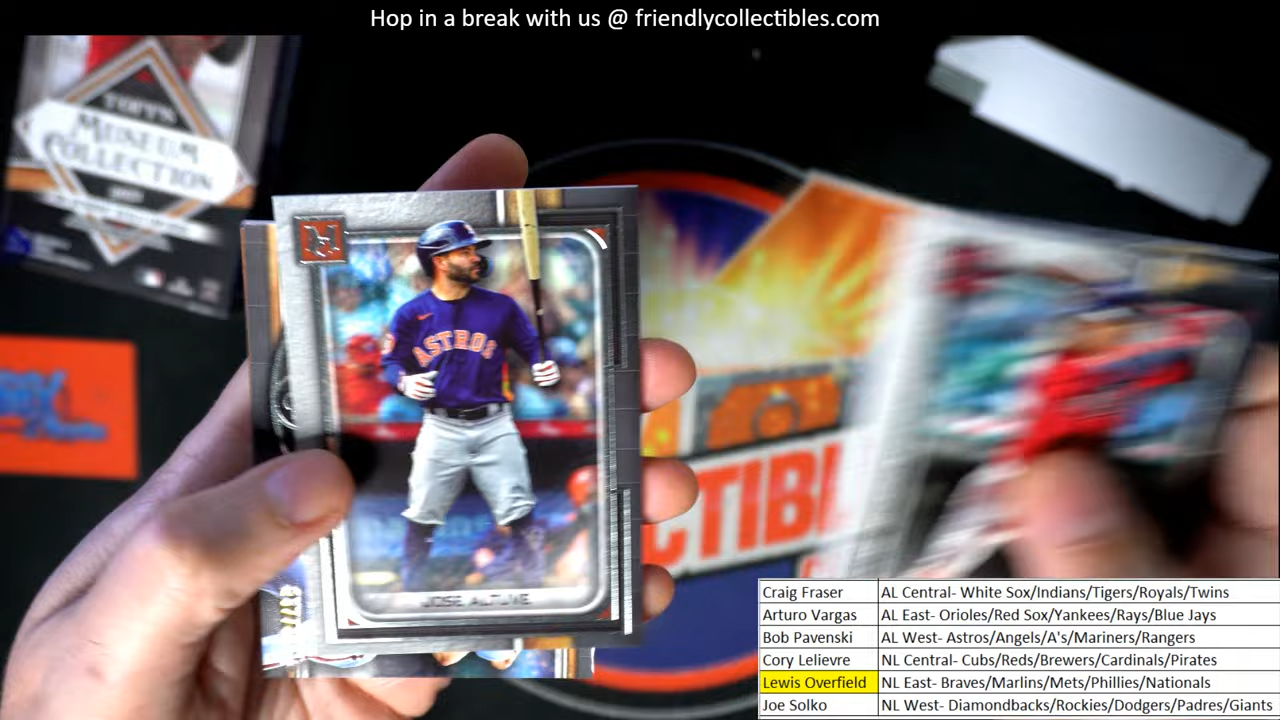 Hop in a break with us @ friendlycollectibles.com
TOPPS
MUSEUM
COLLECTION
ASTROS
JOSE ALTUVE
CTIBL
Craig Fraser AL Central- White Sox/Indians/Tigers/Royals/Twins
Arturo Vargas AL East- Orioles/Red Sox/Yankees/Rays/Blue Jays
Bob Pavenski AL West- Astros/Angels/A's/Mariners/Rangers
Cory Lelievre NL Central- Cubs/Reds/Brewers/Cardinals/Pirates
Lewis Overfield NL East- Braves/Marlins/Mets/Phillies/Nationals
Joe Solko NL West- Diamondbacks/Rockies/Dodgers/Padres/Giants